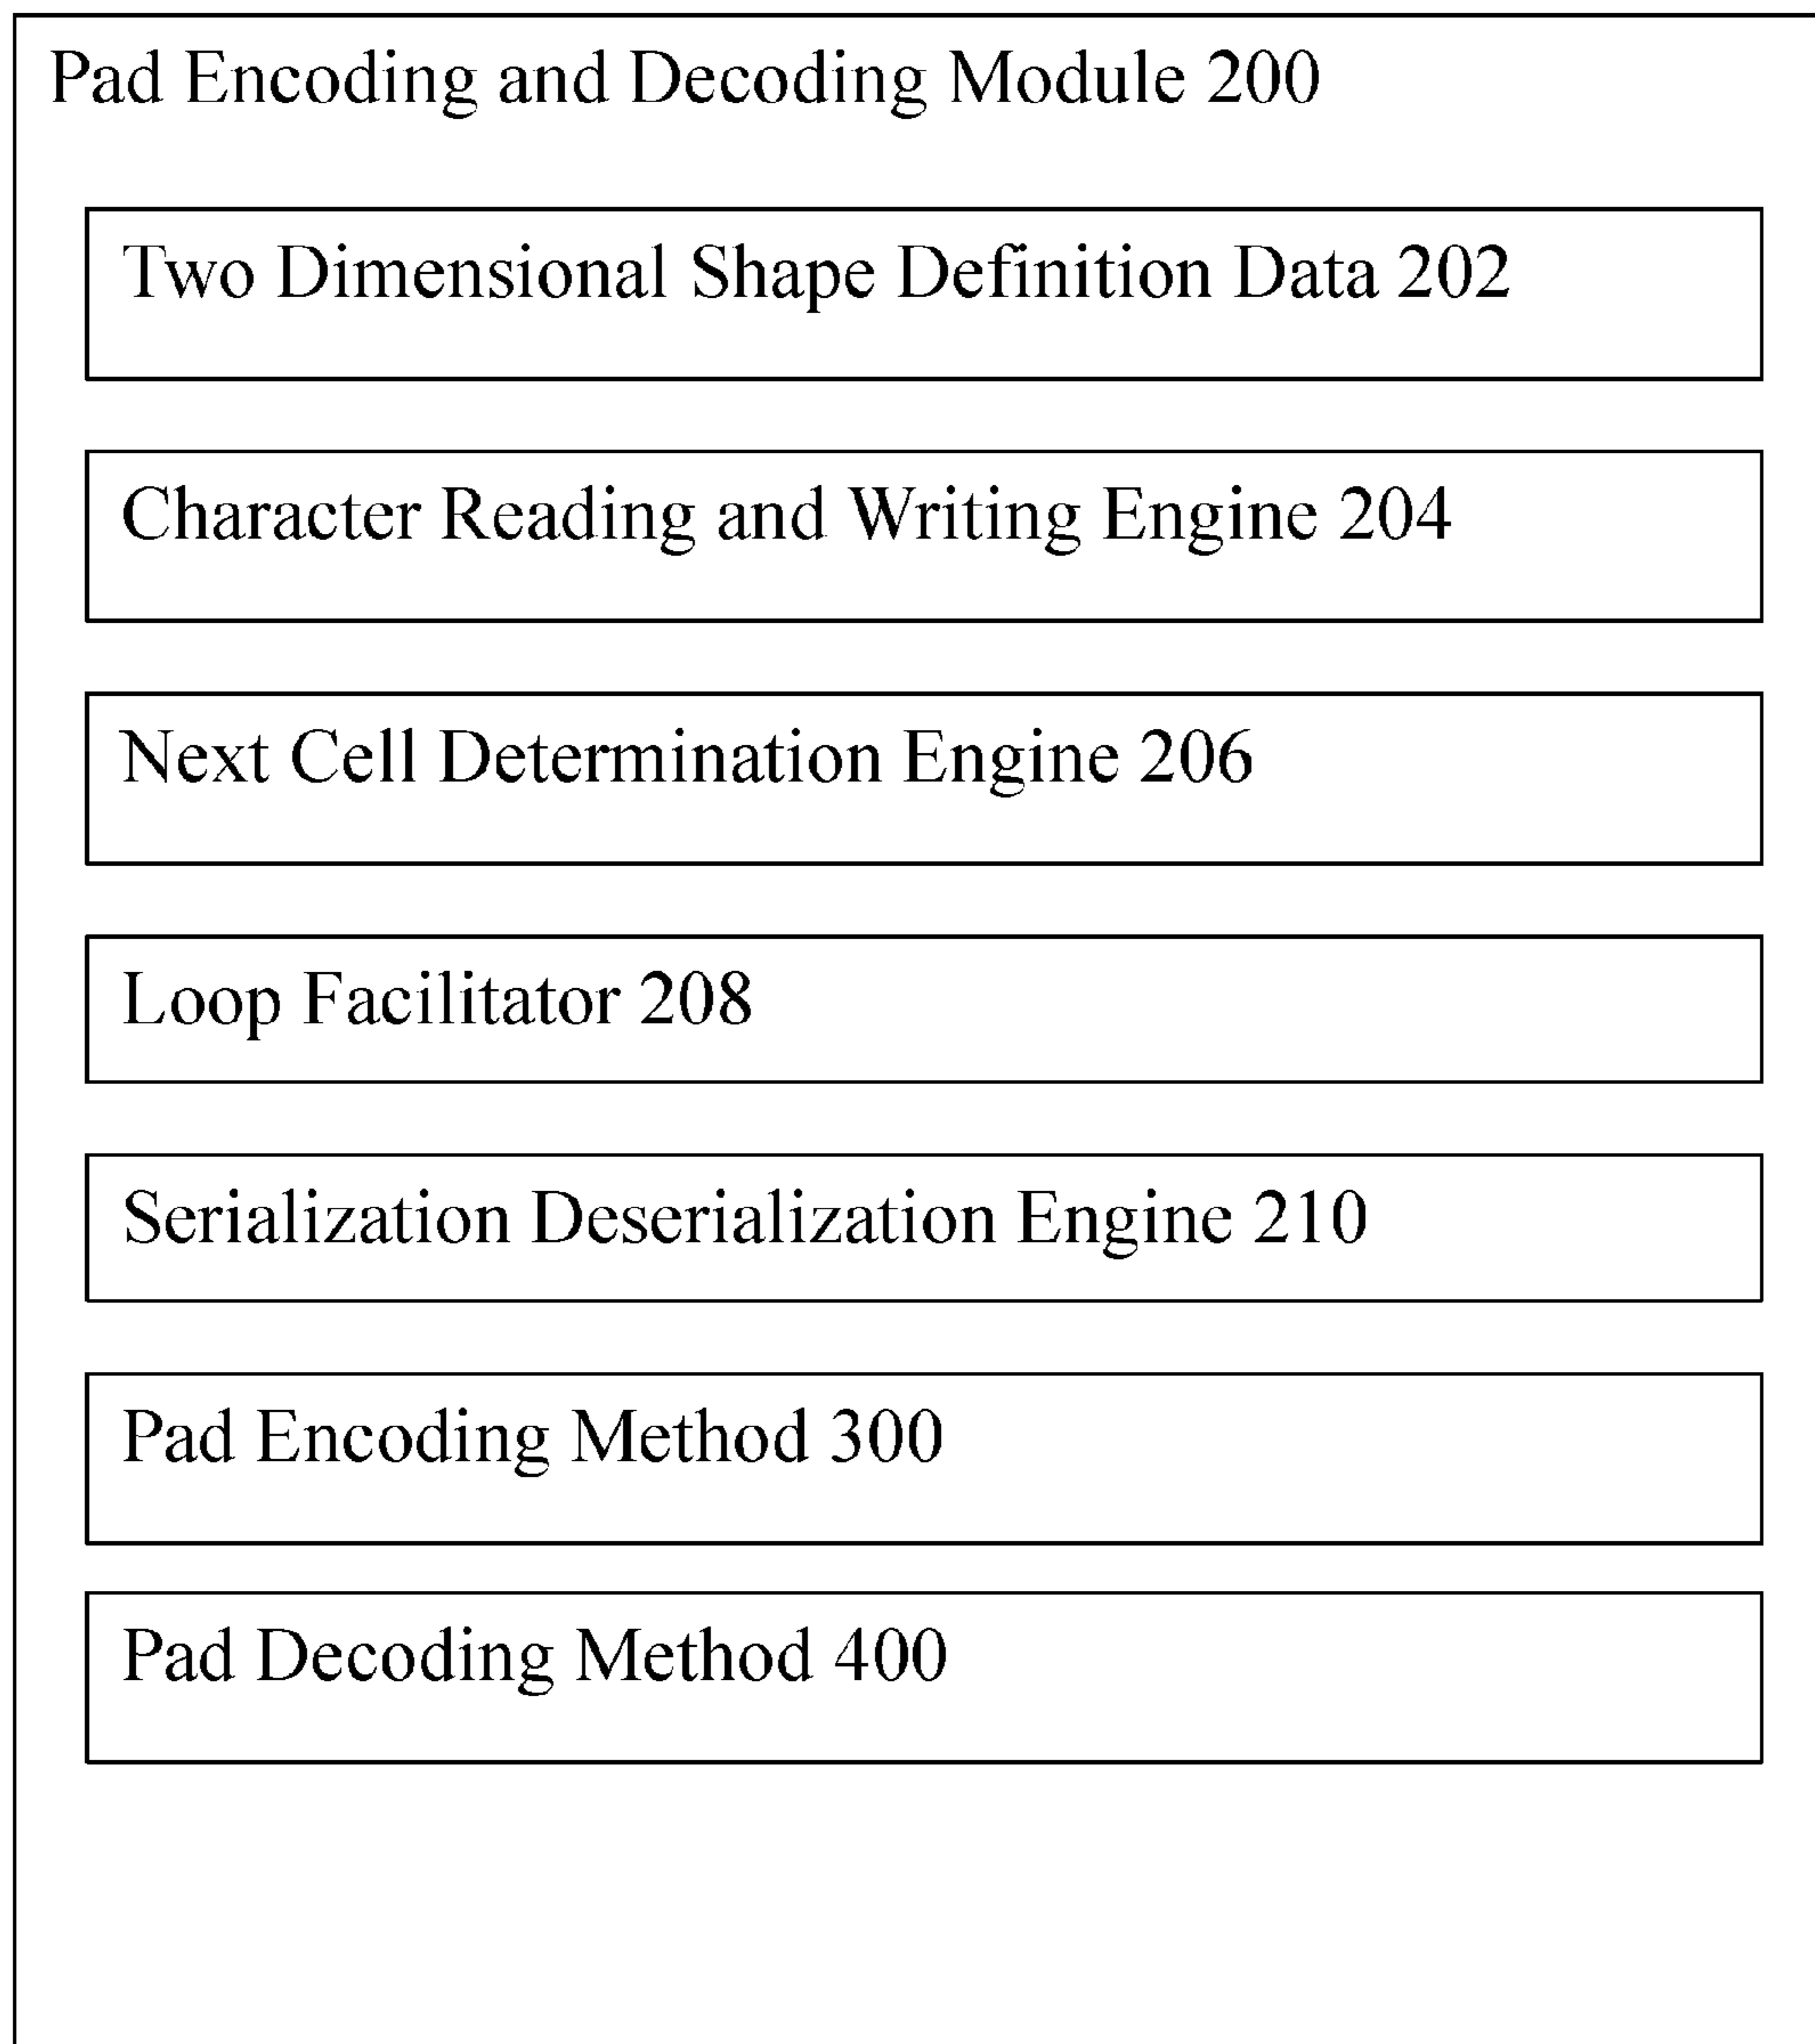 Pad Encoding and Decoding Module 200
Two Dimensional Shape Definition Data 202
Character Reading and Writing Engine 204
Next Cell Determination Engine 206
Loop Facilitator 208
Serialization Deserialization Engine 210
Pad Encoding Method 300
Pad Decoding Method 400